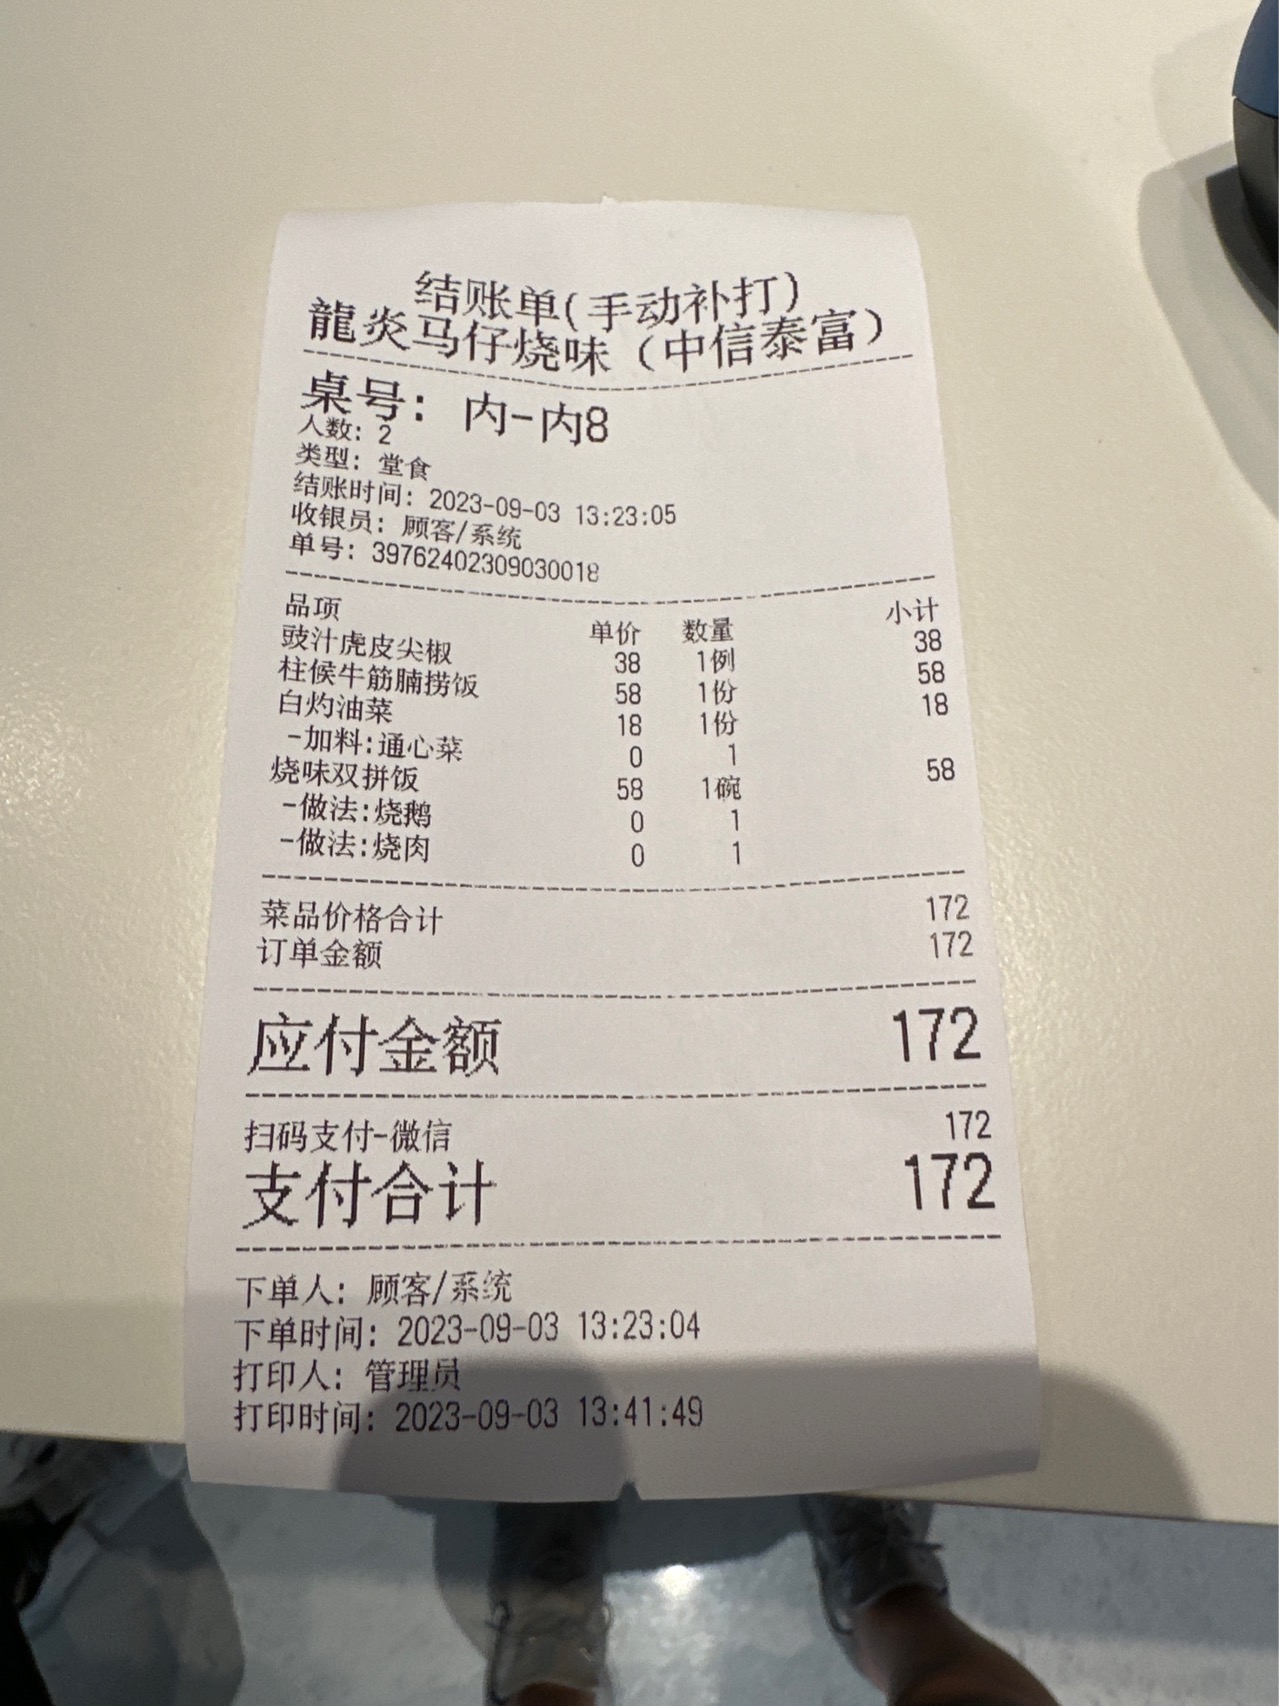 结账单(手动补打)
龍炎马仔烧味（中信泰富）
桌号: 内-内8
人数: 2
类型: 堂食
结账时间: 2023-09-03 13:23:05
收银员: 顾客/系统
单号: 39762402309030018
品项 单价 数量 小计
豉汁虎皮尖椒 38 1例 38
柱候牛筋腩捞饭 58 1份 58
白灼油菜 18 1份 18
-加料:通心菜 0 1
烧味双拼饭 58 1碗 58
-做法:烧鹅 0 1
-做法:烧肉 0 1
菜品价格合计 172
订单金额 172
应付金额 172
扫码支付-微信 172
支付合计 172
下单人: 顾客/系统
下单时间: 2023-09-03 13:23:04
打印人: 管理员
打印时间: 2023-09-03 13:41:49